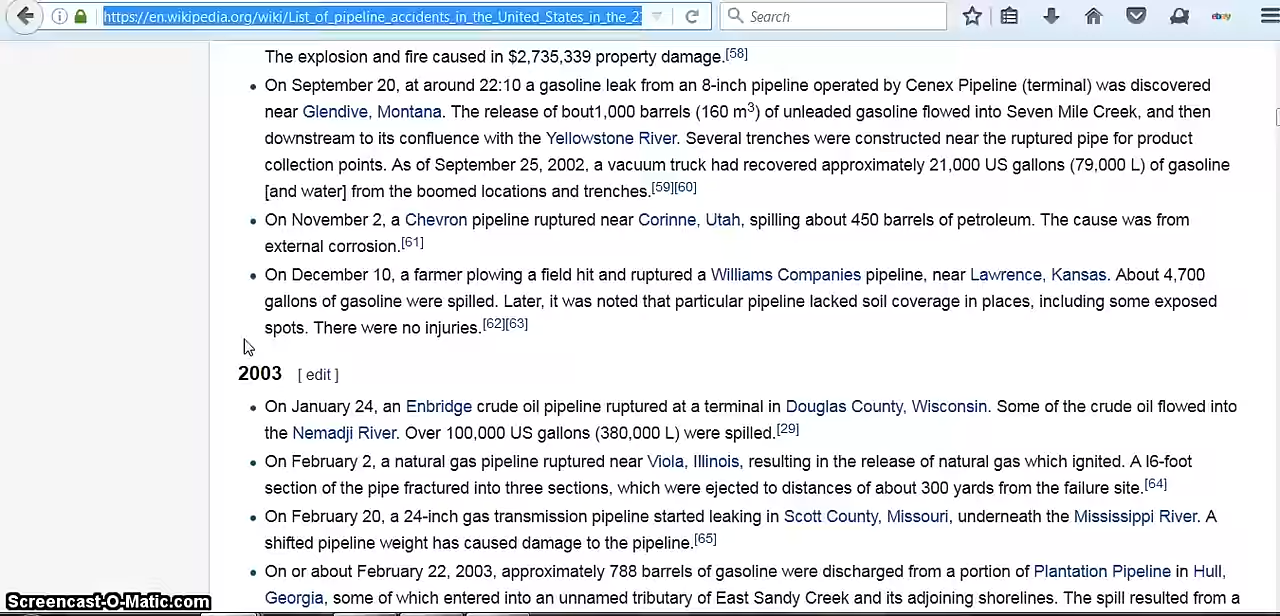 https://en.wikipedia.org/wiki/List_of_pipeline_accidents_in_the_United_States_in_the_2
Search
ebay
The explosion and fire caused in $2,735,339 property damage.[58]
On September 20, at around 22:10 a gasoline leak from an 8-inch pipeline operated by Cenex Pipeline (terminal) was discovered
near Glendive, Montana. The release of bout1,000 barrels (160 m3) of unleaded gasoline flowed into Seven Mile Creek, and then
downstream to its confluence with the Yellowstone River. Several trenches were constructed near the ruptured pipe for product
collection points. As of September 25, 2002, a vacuum truck had recovered approximately 21,000 US gallons (79,000 L) of gasoline
[and water] from the boomed locations and trenches.[59][60]
On November 2, a Chevron pipeline ruptured near Corinne, Utah, spilling about 450 barrels of petroleum. The cause was from
external corrosion.[61]
On December 10, a farmer plowing a field hit and ruptured a Williams Companies pipeline, near Lawrence, Kansas. About 4,700
gallons of gasoline were spilled. Later, it was noted that particular pipeline lacked soil coverage in places, including some exposed
spots. There were no injuries.[62][63]
2003 [ edit ]
On January 24, an Enbridge crude oil pipeline ruptured at a terminal in Douglas County, Wisconsin. Some of the crude oil flowed into
the Nemadji River. Over 100,000 US gallons (380,000 L) were spilled.[29]
On February 2, a natural gas pipeline ruptured near Viola, Illinois, resulting in the release of natural gas which ignited. A l6-foot
section of the pipe fractured into three sections, which were ejected to distances of about 300 yards from the failure site.[64]
On February 20, a 24-inch gas transmission pipeline started leaking in Scott County, Missouri, underneath the Mississippi River. A
shifted pipeline weight has caused damage to the pipeline.[65]
On or about February 22, 2003, approximately 788 barrels of gasoline were discharged from a portion of Plantation Pipeline in Hull,
Georgia, some of which entered into an unnamed tributary of East Sandy Creek and its adjoining shorelines. The spill resulted from a
Screencast-O-Matic.com